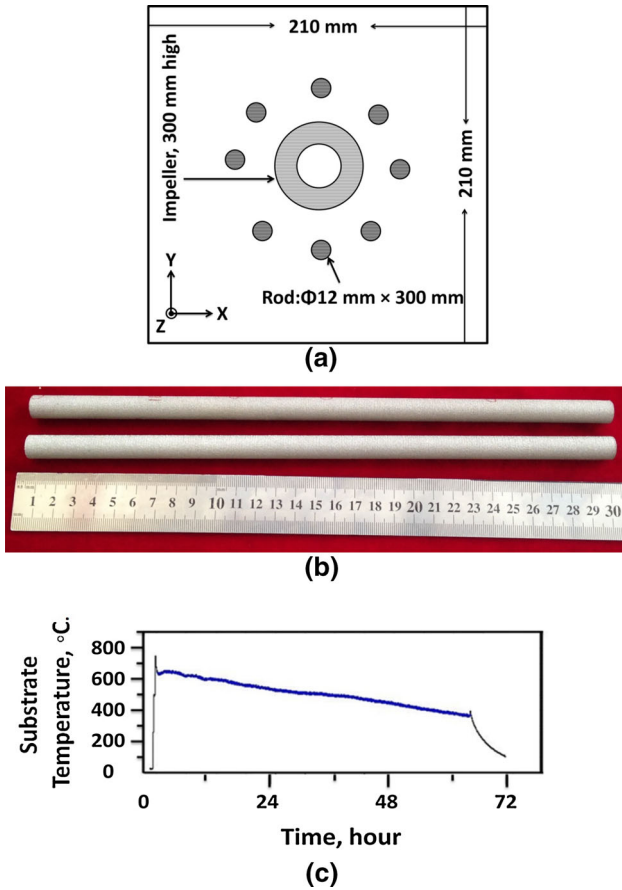 210 mm
Impeller, 300 mm high
210 mm
Y
Z
X
Rod:Φ12 mm × 300 mm
(a)
1 2 3 4 5 6 7 8 9 10 11 12 13 14 15 16 17 18 19 20 21 22 23 24 25 26 27 28 29 30
(b)
Substrate
Temperature, °C.
800
600
400
200
0
0 24 48 72
Time, hour
(c)